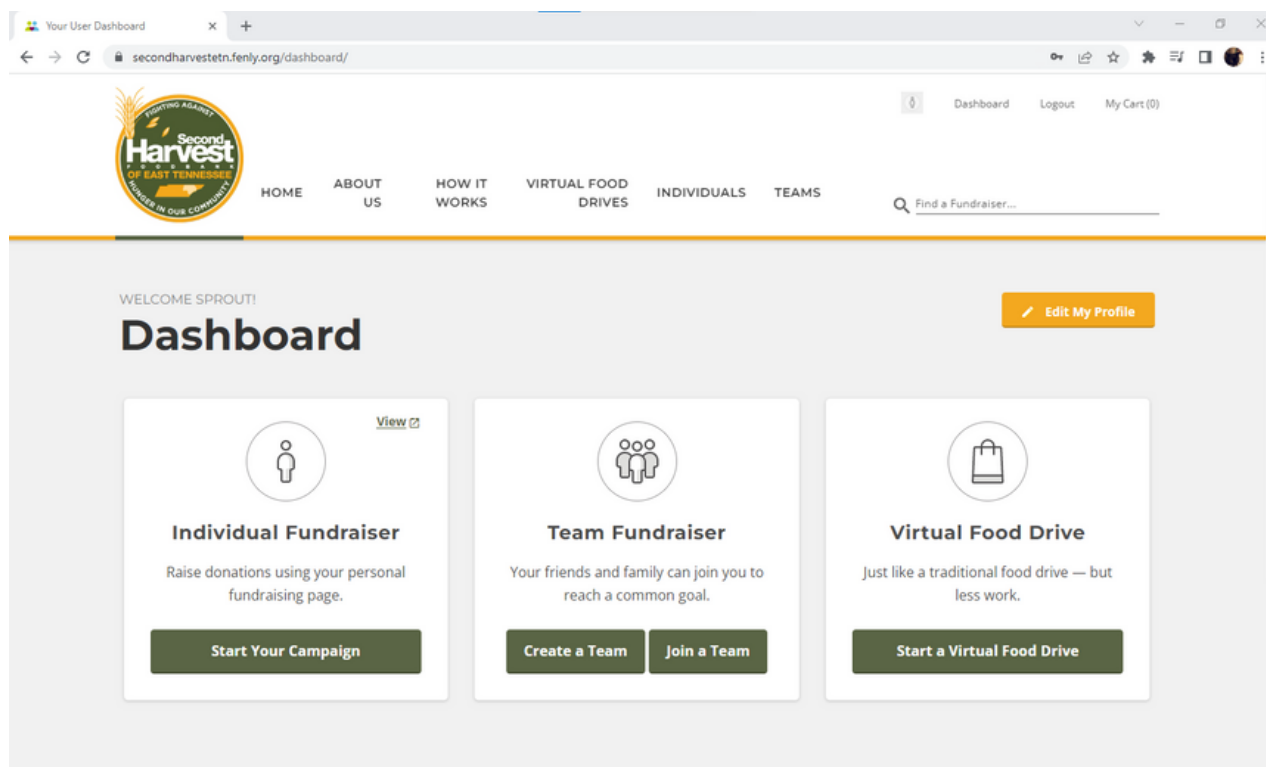 Your User Dashboard
secondharvestetn.fenly.org/dashboard/
FIGHTING AGAINST
Second
Harvest
FOOD BANK
OF EAST TENNESSEE
HUNGER IN OUR COMMUNITY
Dashboard Logout My Cart (0)
HOME ABOUT US HOW IT WORKS VIRTUAL FOOD DRIVES INDIVIDUALS TEAMS
Find a Fundraiser...
WELCOME SPROUT!
Dashboard
Edit My Profile
View
Individual Fundraiser
Raise donations using your personal
fundraising page.
Start Your Campaign
Team Fundraiser
Your friends and family can join you to
reach a common goal.
Create a Team Join a Team
Virtual Food Drive
Just like a traditional food drive — but
less work.
Start a Virtual Food Drive